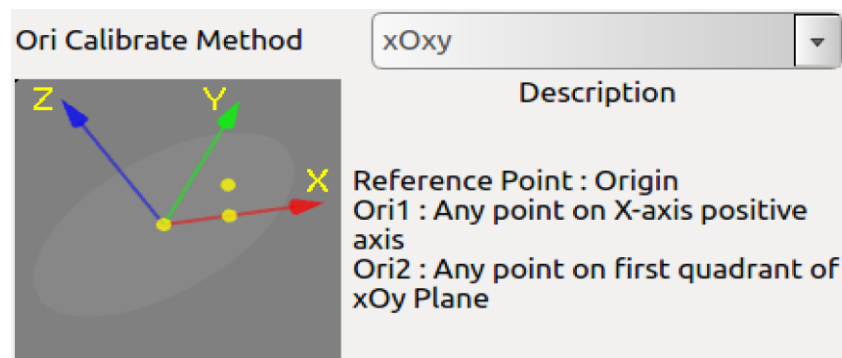 Ori Calibrate Method
xOxy
Z
Y
X
Description
Reference Point : Origin
Ori1 : Any point on X-axis positive
axis
Ori2 : Any point on first quadrant of
xOy Plane